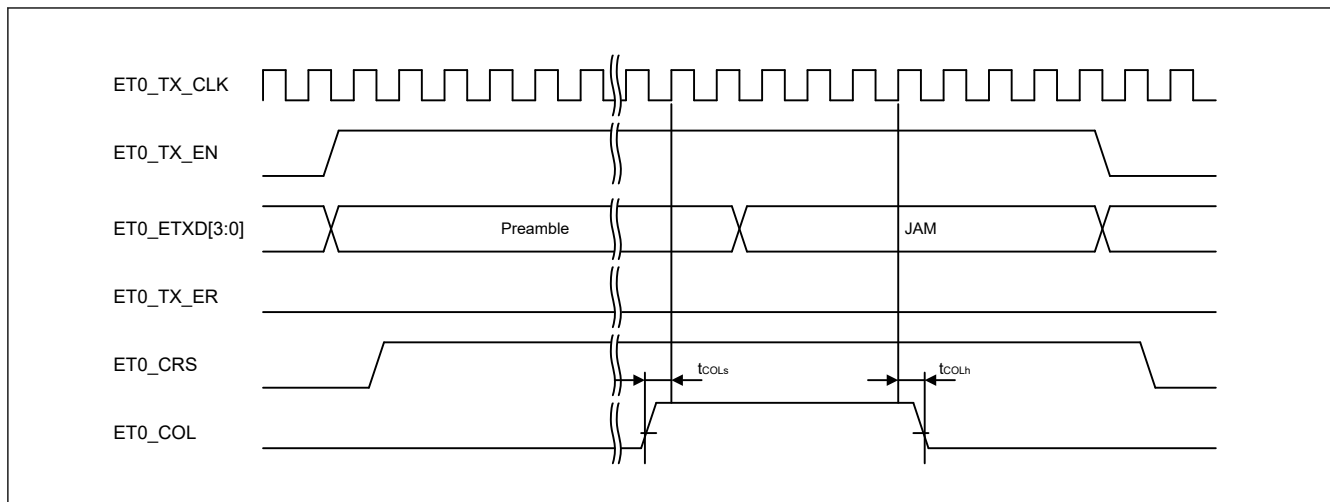 ET0_TX_CLK
ET0_TX_EN
ET0_ETXD[3:0]
Preamble
JAM
ET0_TX_ER
ET0_CRS
tCOLs
tCOLh
ET0_COL